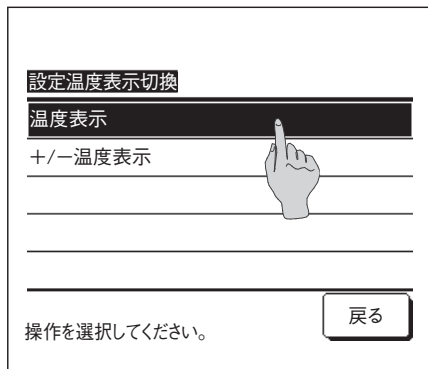 設定温度表示切換
温度表示
+/−温度表示
操作を選択してください。
戻る